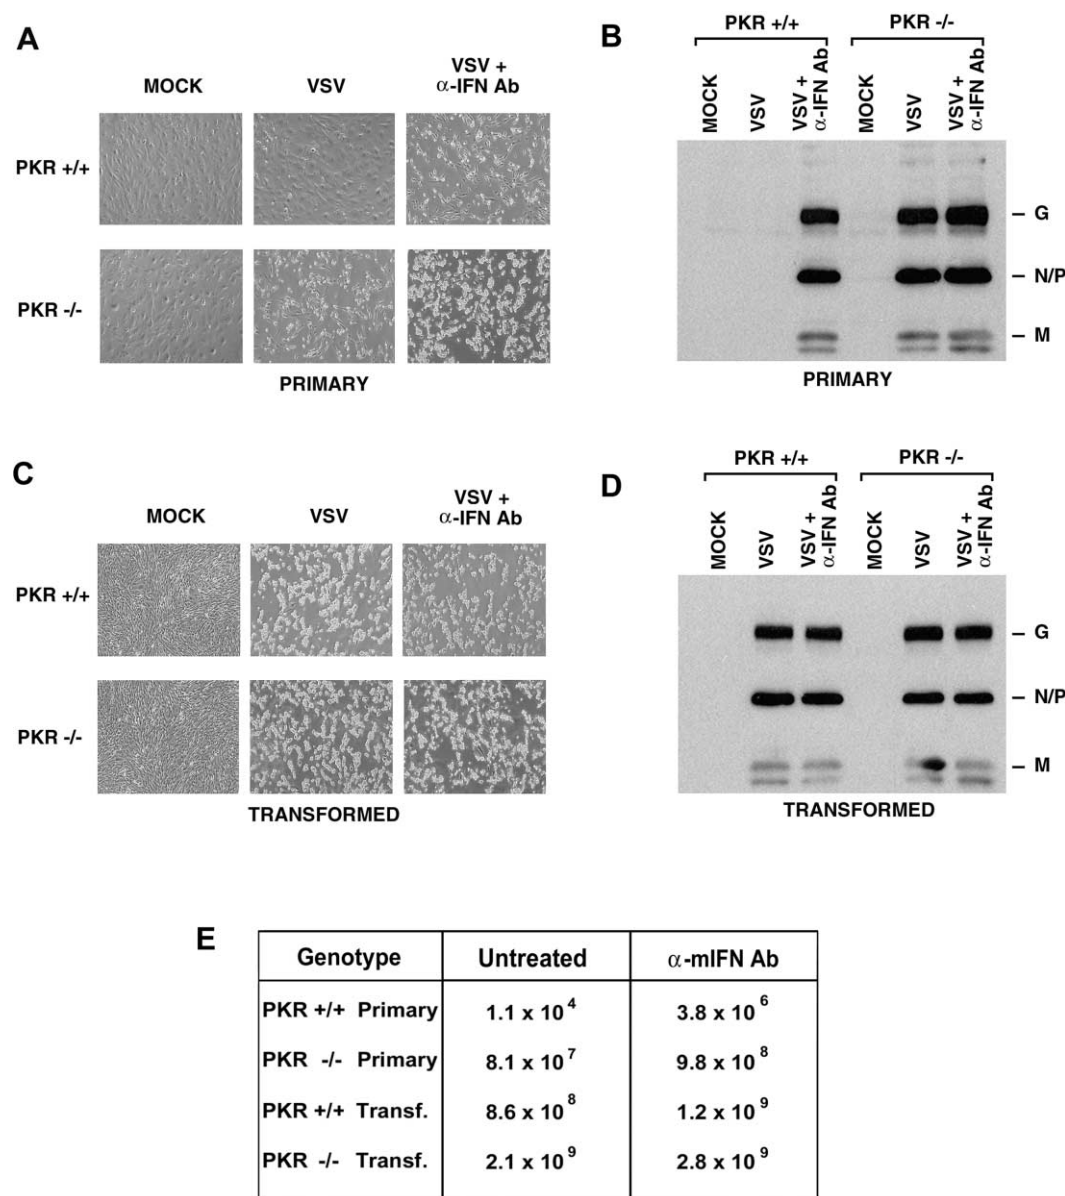 A
MOCK
VSV
VSV +
α-IFN Ab
PKR +/+
PKR -/-
PRIMARY
B
PKR +/+
PKR -/-
MOCK
VSV
VSV +
α-IFN Ab
MOCK
VSV
VSV +
α-IFN Ab
– G
– N/P
– M
PRIMARY
C
MOCK
VSV
VSV +
α-IFN Ab
PKR +/+
PKR -/-
TRANSFORMED
D
PKR +/+
PKR -/-
MOCK
VSV
VSV +
α-IFN Ab
MOCK
VSV
VSV +
α-IFN Ab
– G
– N/P
– M
TRANSFORMED
E
Genotype Untreated α-mIFN Ab
PKR +/+ Primary 1.1 x 10^4 3.8 x 10^6
PKR -/- Primary 8.1 x 10^7 9.8 x 10^8
PKR +/+ Transf. 8.6 x 10^8 1.2 x 10^9
PKR -/- Transf. 2.1 x 10^9 2.8 x 10^9